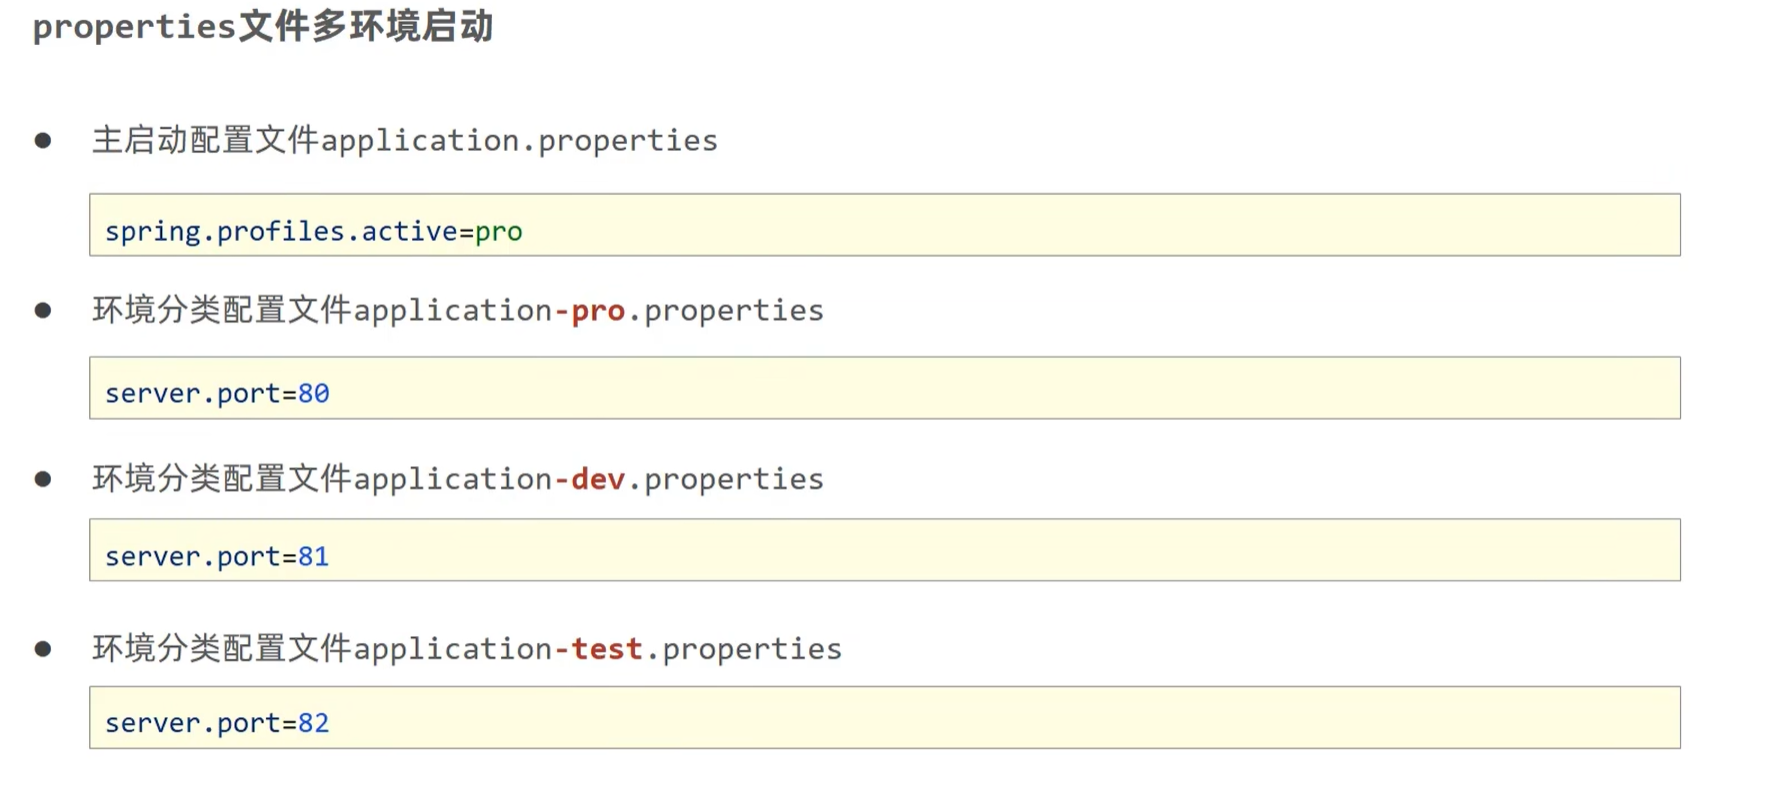 properties文件多环境启动
● 主启动配置文件application.properties
spring.profiles.active=pro
● 环境分类配置文件application-pro.properties
server.port=80
● 环境分类配置文件application-dev.properties
server.port=81
● 环境分类配置文件application-test.properties
server.port=82